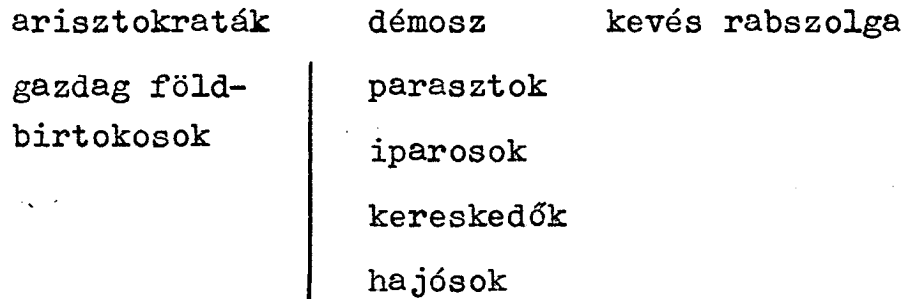 arisztokraták démosz kevés rabszolga
gazdag föld- parasztok
birtokosok iparosok
kereskedők
hajósok